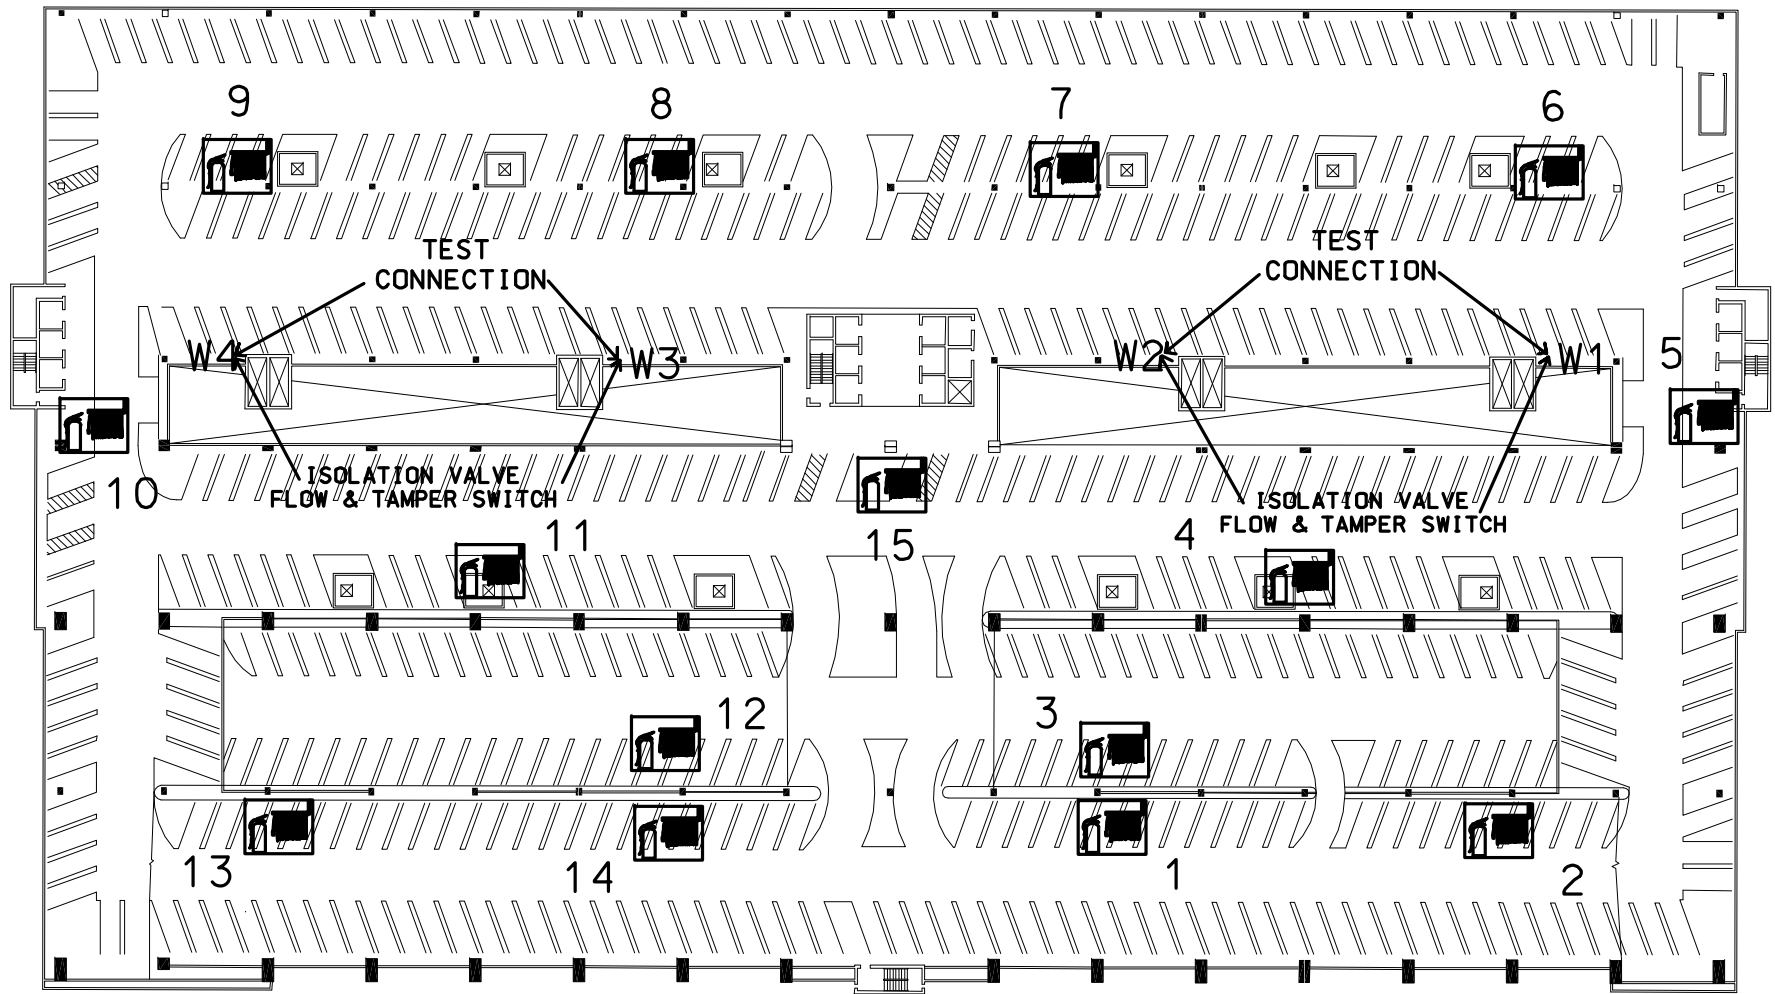 9
8
7
6
TEST
CONNECTION
TEST
CONNECTION
W4
W3
W2
W1
5
10
ISOLATION VALVE
FLOW & TAMPER SWITCH
ISOLATION VALVE
FLOW & TAMPER SWITCH
11
15
4
12
3
13
14
1
2